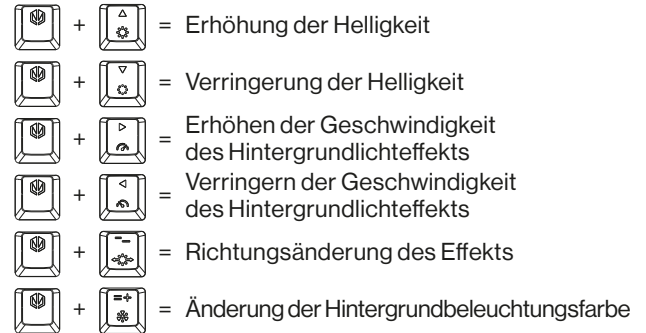 + = Erhöhung der Helligkeit
+ = Verringerung der Helligkeit
+ = Erhöhen der Geschwindigkeit
des Hintergrundlichteffekts
+ = Verringern der Geschwindigkeit
des Hintergrundlichteffekts
+ = Richtungsänderung des Effekts
+ = Änderung der Hintergrundbeleuchtungsfarbe